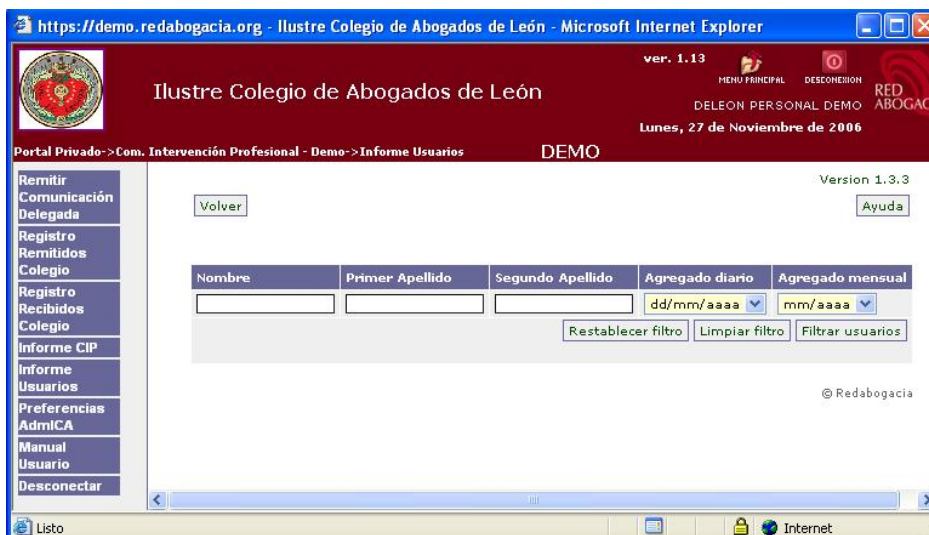 https://demo.redabogacia.org - Ilustre Colegio de Abogados de León - Microsoft Internet Explorer
ver. 1.13
MENU PRINCIPAL
DESCONEXION
Ilustre Colegio de Abogados de León
RED
ABOGAC
DELEON PERSONAL DEMO
Lunes, 27 de Noviembre de 2006
Portal Privado->Com. Intervención Profesional - Demo->Informe Usuarios
DEMO
Remitir
Comunicación
Delegada
Registro
Remitidos
Colegio
Registro
Recibidos
Colegio
Informe CIP
Informe
Usuarios
Preferencias
AdmICA
Manual
Usuario
Desconectar
Version 1.3.3
Volver
Ayuda
Nombre Primer Apellido Segundo Apellido Agregado diario Agregado mensual
dd/mm/aaaa mm/aaaa
Restablecer filtro Limpiar filtro Filtrar usuarios
© Redabogacia
Listo
Internet